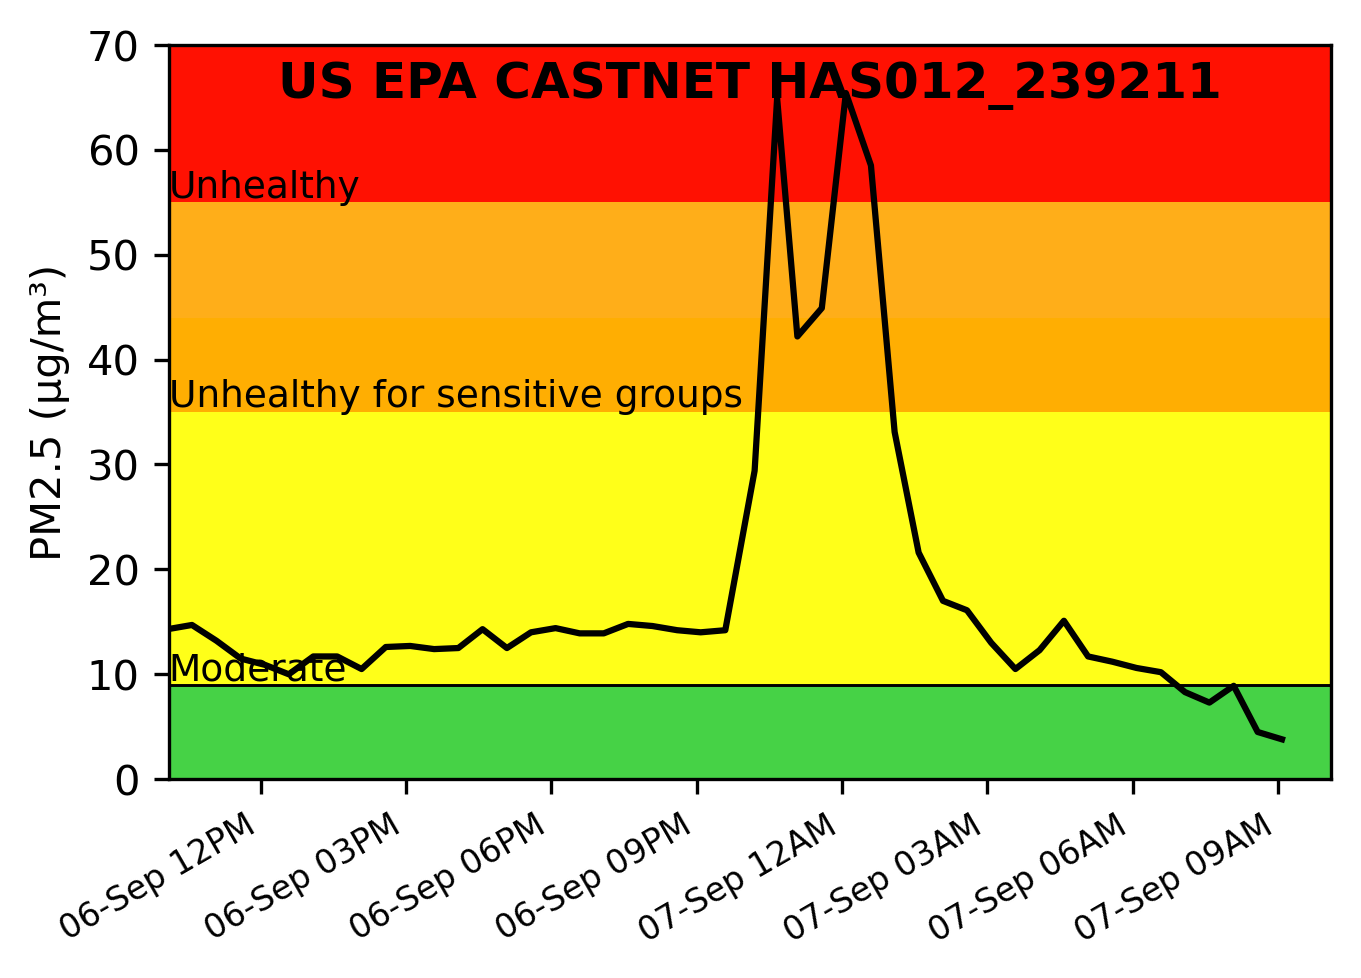 US EPA CASTNET HAS012_239211
70
60
50
40
30
20
10
0
PM2.5 (µg/m³)
Unhealthy
Unhealthy for sensitive groups
Moderate
06-Sep 12PM
06-Sep 03PM
06-Sep 06PM
06-Sep 09PM
07-Sep 12AM
07-Sep 03AM
07-Sep 06AM
07-Sep 09AM